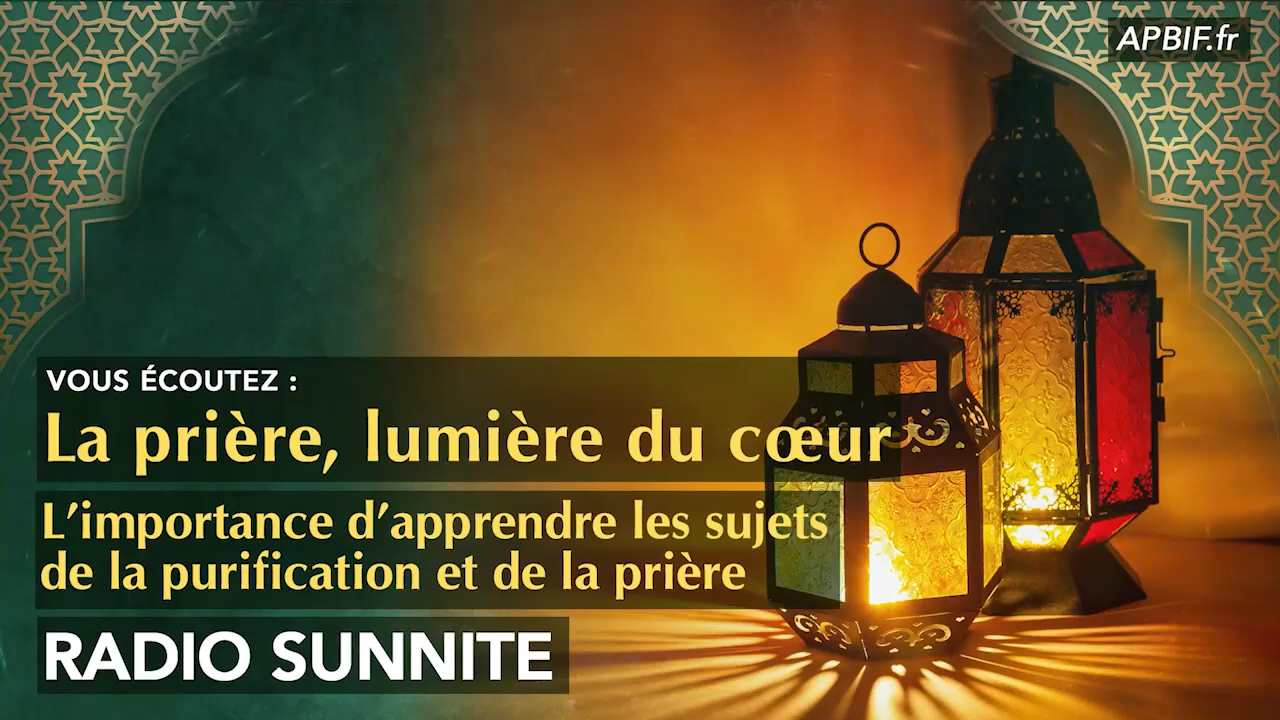 APBIF.fr
VOUS ÉCOUTEZ :
La prière, lumière du cœur
L’importance d’apprendre les sujets
de la purification et de la prière
RADIO SUNNITE